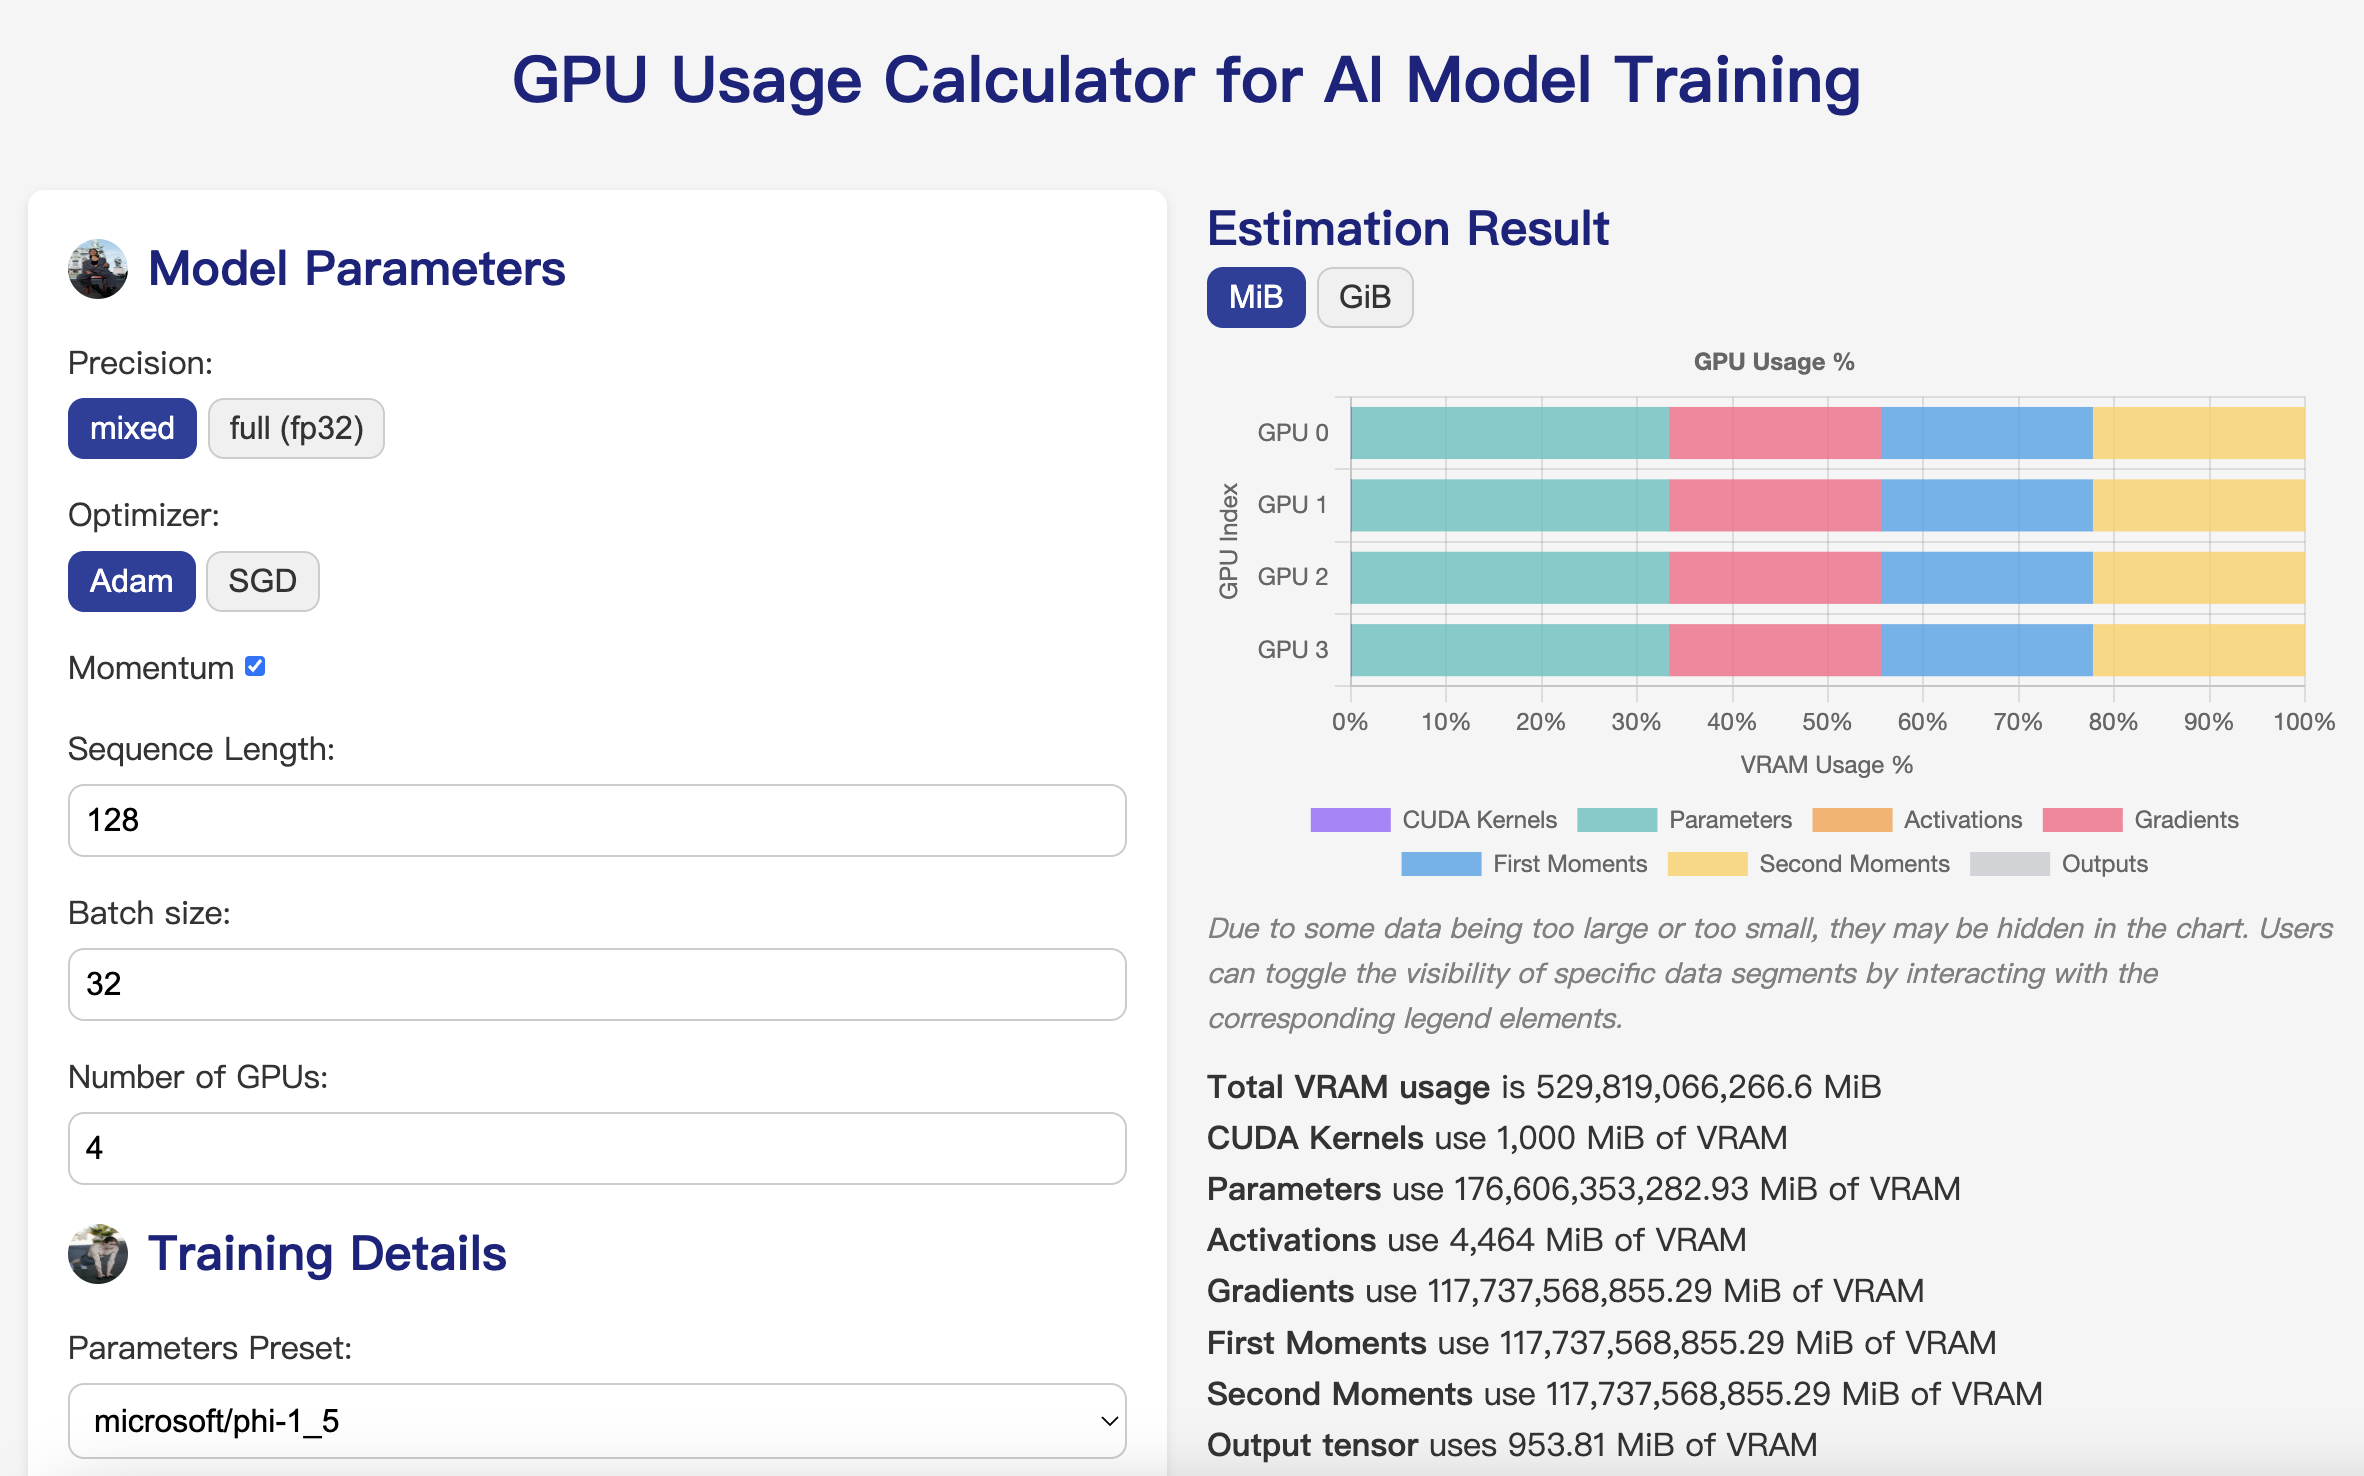 GPU Usage Calculator for AI Model Training
Model Parameters
Precision:
mixed
full (fp32)
Optimizer:
Adam
SGD
Momentum
Sequence Length:
128
Batch size:
32
Number of GPUs:
4
Training Details
Parameters Preset:
microsoft/phi-1_5
Estimation Result
MiB
GiB
GPU Usage %
GPU Index
GPU 0
GPU 1
GPU 2
GPU 3
0% 10% 20% 30% 40% 50% 60% 70% 80% 90% 100%
VRAM Usage %
CUDA Kernels Parameters Activations Gradients
First Moments Second Moments Outputs
Due to some data being too large or too small, they may be hidden in the chart. Users
can toggle the visibility of specific data segments by interacting with the
corresponding legend elements.
Total VRAM usage is 529,819,066,266.6 MiB
CUDA Kernels use 1,000 MiB of VRAM
Parameters use 176,606,353,282.93 MiB of VRAM
Activations use 4,464 MiB of VRAM
Gradients use 117,737,568,855.29 MiB of VRAM
First Moments use 117,737,568,855.29 MiB of VRAM
Second Moments use 117,737,568,855.29 MiB of VRAM
Output tensor uses 953.81 MiB of VRAM